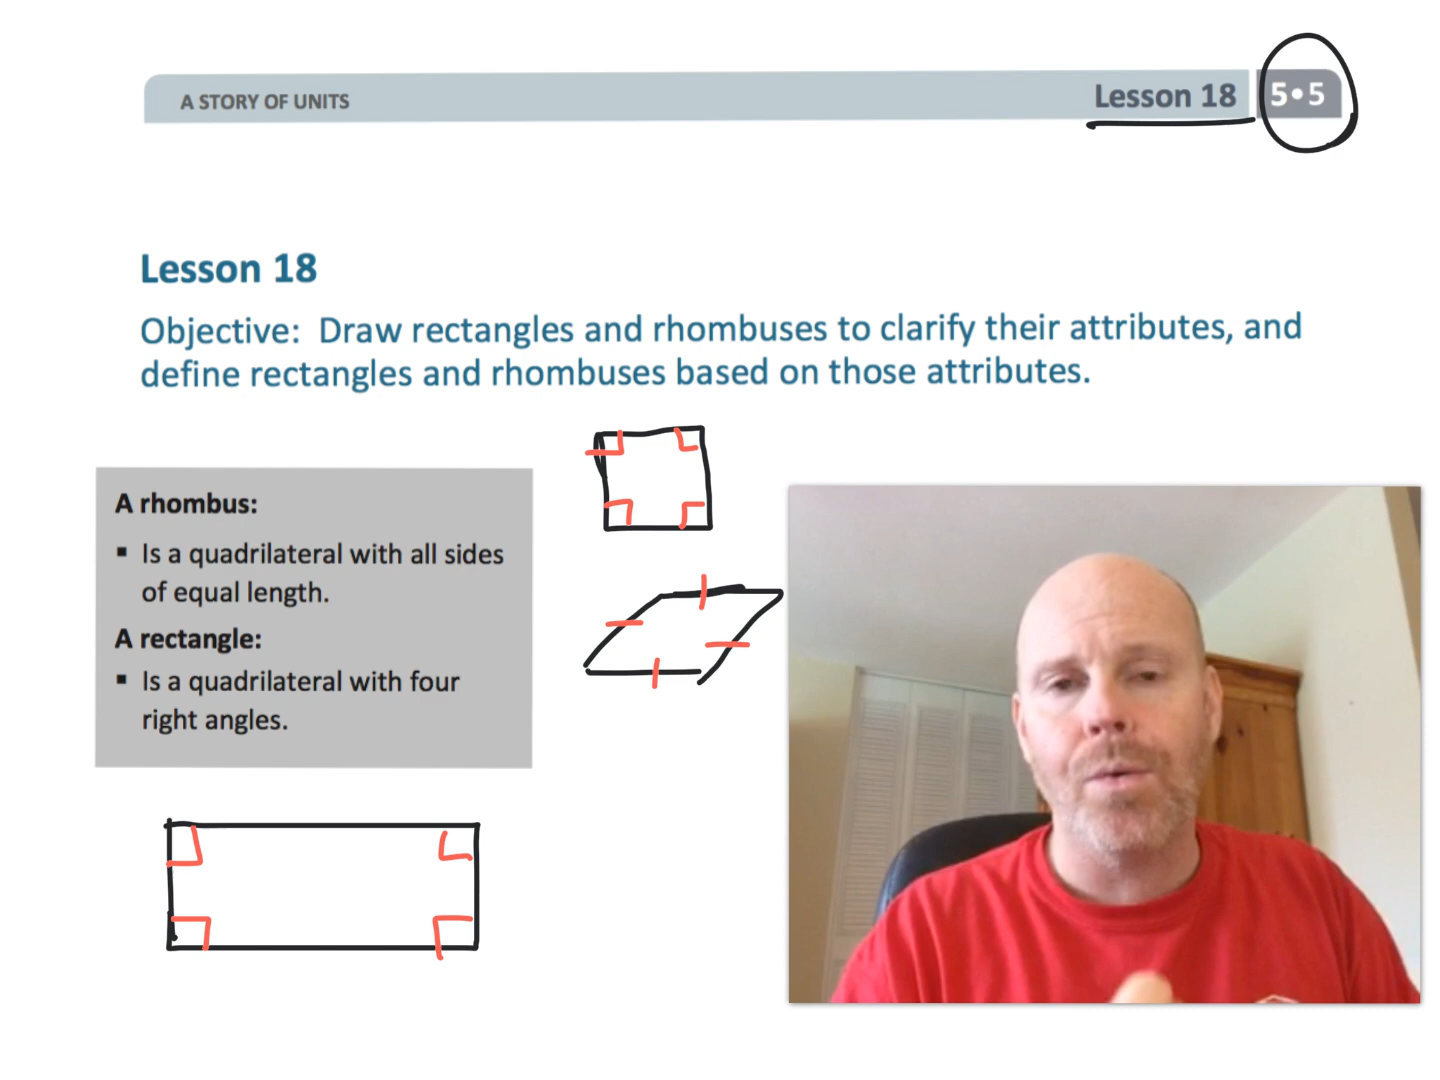 A STORY OF UNITS
Lesson 18
5•5
Lesson 18
Objective: Draw rectangles and rhombuses to clarify their attributes, and
define rectangles and rhombuses based on those attributes.
A rhombus:
▪ Is a quadrilateral with all sides
of equal length.
A rectangle:
▪ Is a quadrilateral with four
right angles.